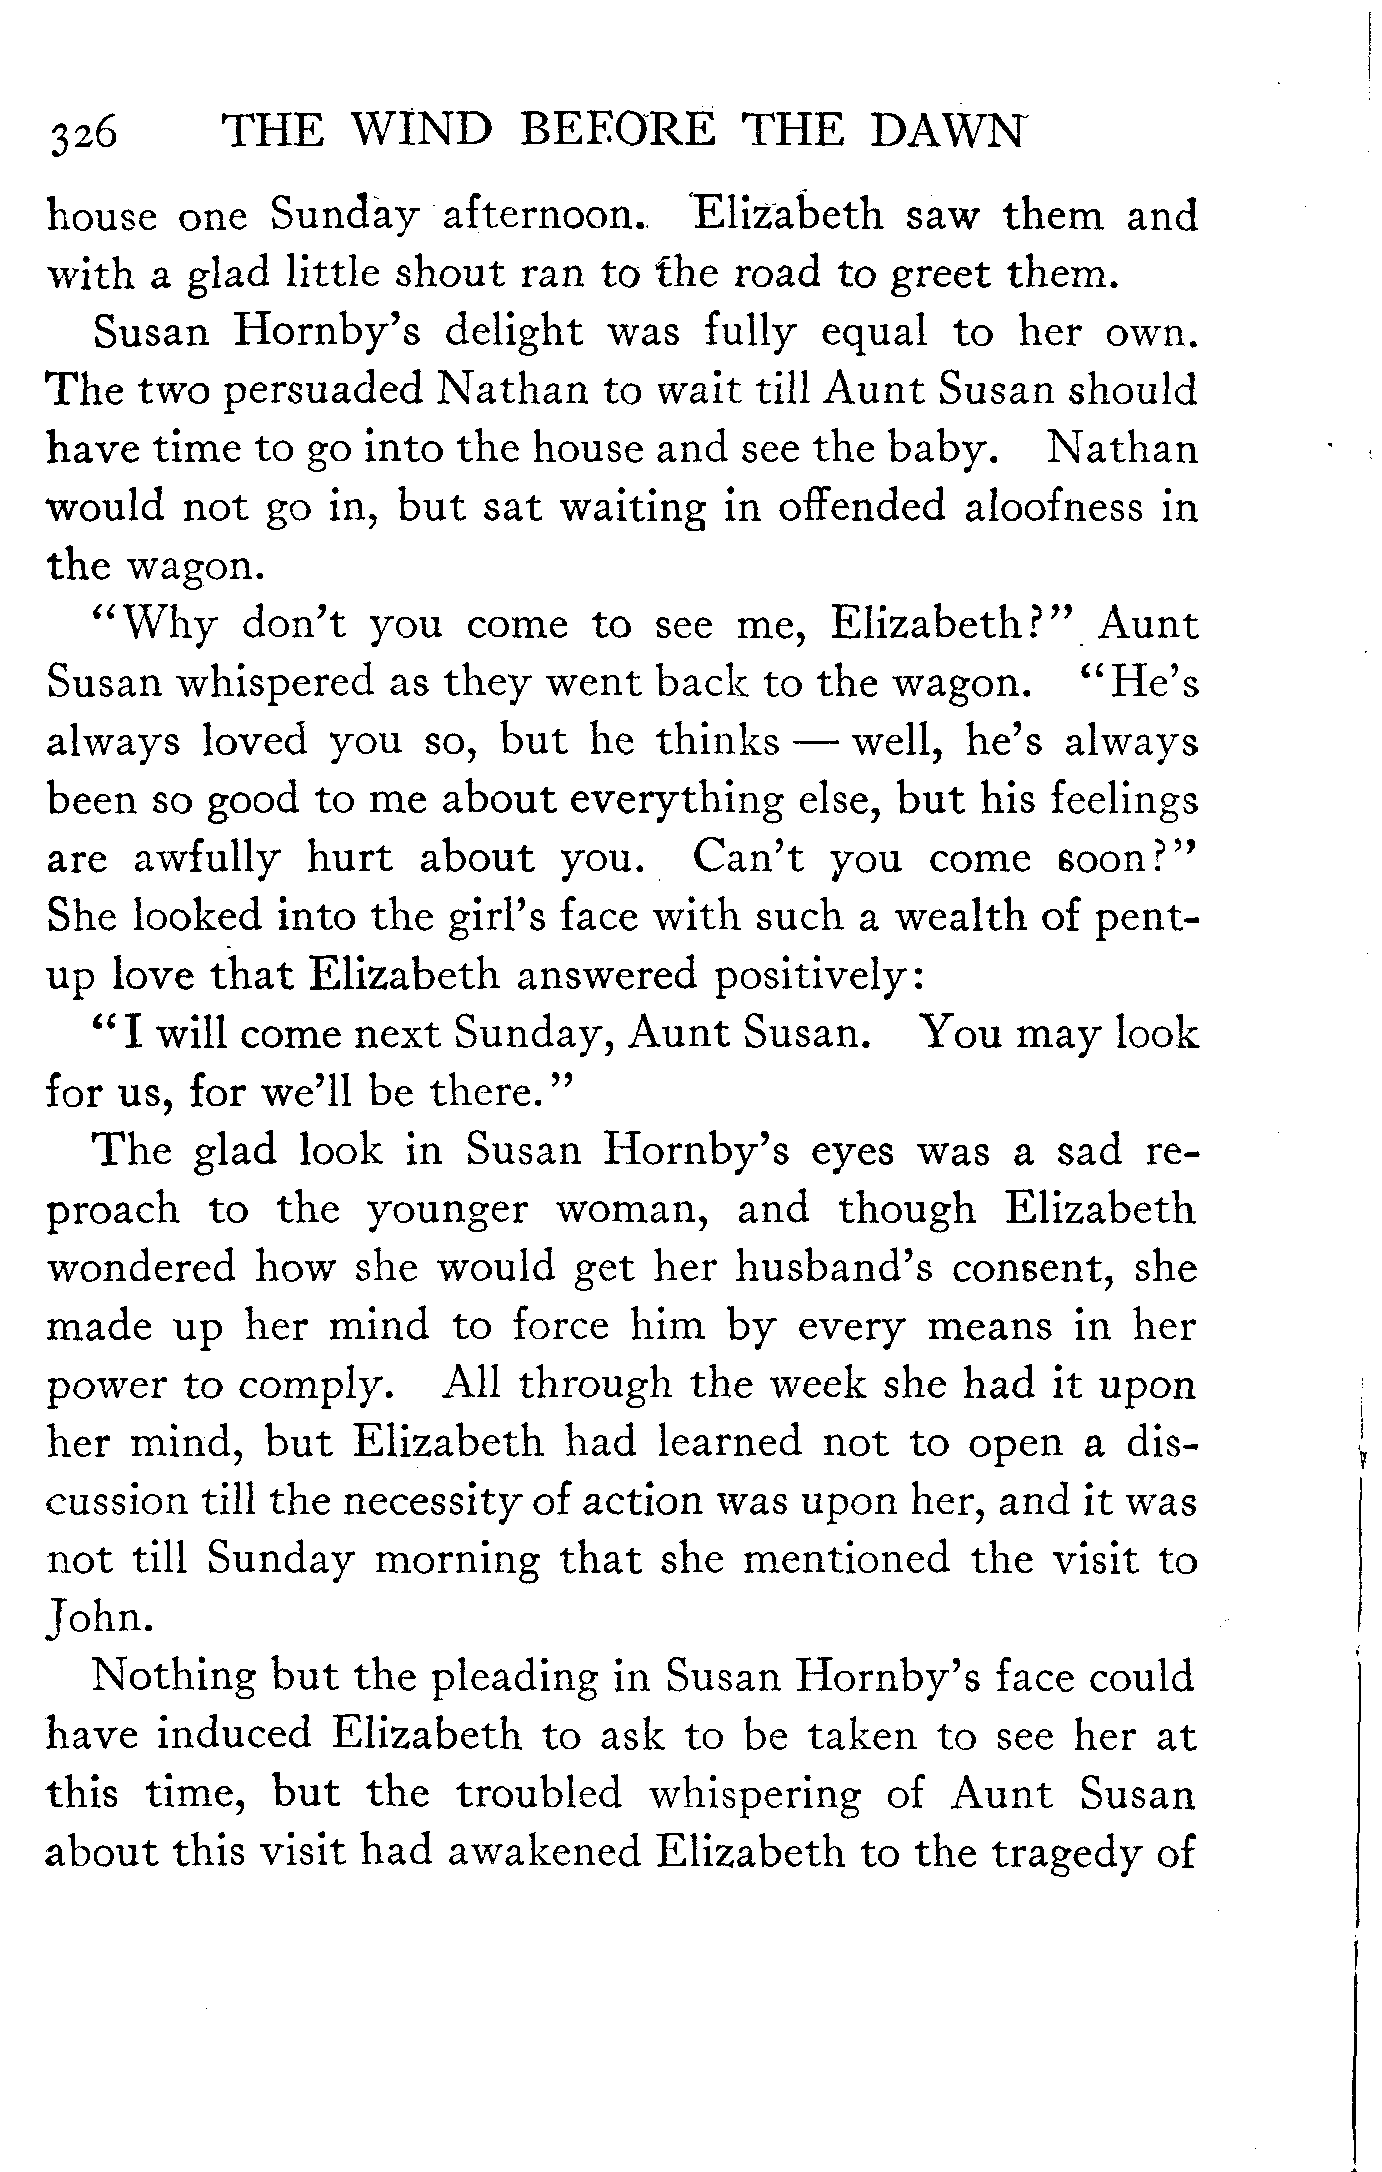 326 THE WIND BEFORE THE DAWN
house one Sunday afternoon. Elizabeth saw them and
with a glad little shout ran to the road to greet them.
Susan Hornby's delight was fully equal to her own.
The two persuaded Nathan to wait till Aunt Susan should
have time to go into the house and see the baby. Nathan
would not go in, but sat waiting in offended aloofness in
the wagon.
"Why don't you come to see me, Elizabeth?" Aunt
Susan whispered as they went back to the wagon. "He's
always loved you so, but he thinks — well, he's always
been so good to me about everything else, but his feelings
are awfully hurt about you. Can't you come soon?"
She looked into the girl's face with such a wealth of pent-
up love that Elizabeth answered positively:
"I will come next Sunday, Aunt Susan. You may look
for us, for we'll be there."
The glad look in Susan Hornby's eyes was a sad re-
proach to the younger woman, and though Elizabeth
wondered how she would get her husband's consent, she
made up her mind to force him by every means in her
power to comply. All through the week she had it upon
her mind, but Elizabeth had learned not to open a dis-
cussion till the necessity of action was upon her, and it was
not till Sunday morning that she mentioned the visit to
John.
Nothing but the pleading in Susan Hornby's face could
have induced Elizabeth to ask to be taken to see her at
this time, but the troubled whispering of Aunt Susan
about this visit had awakened Elizabeth to the tragedy of